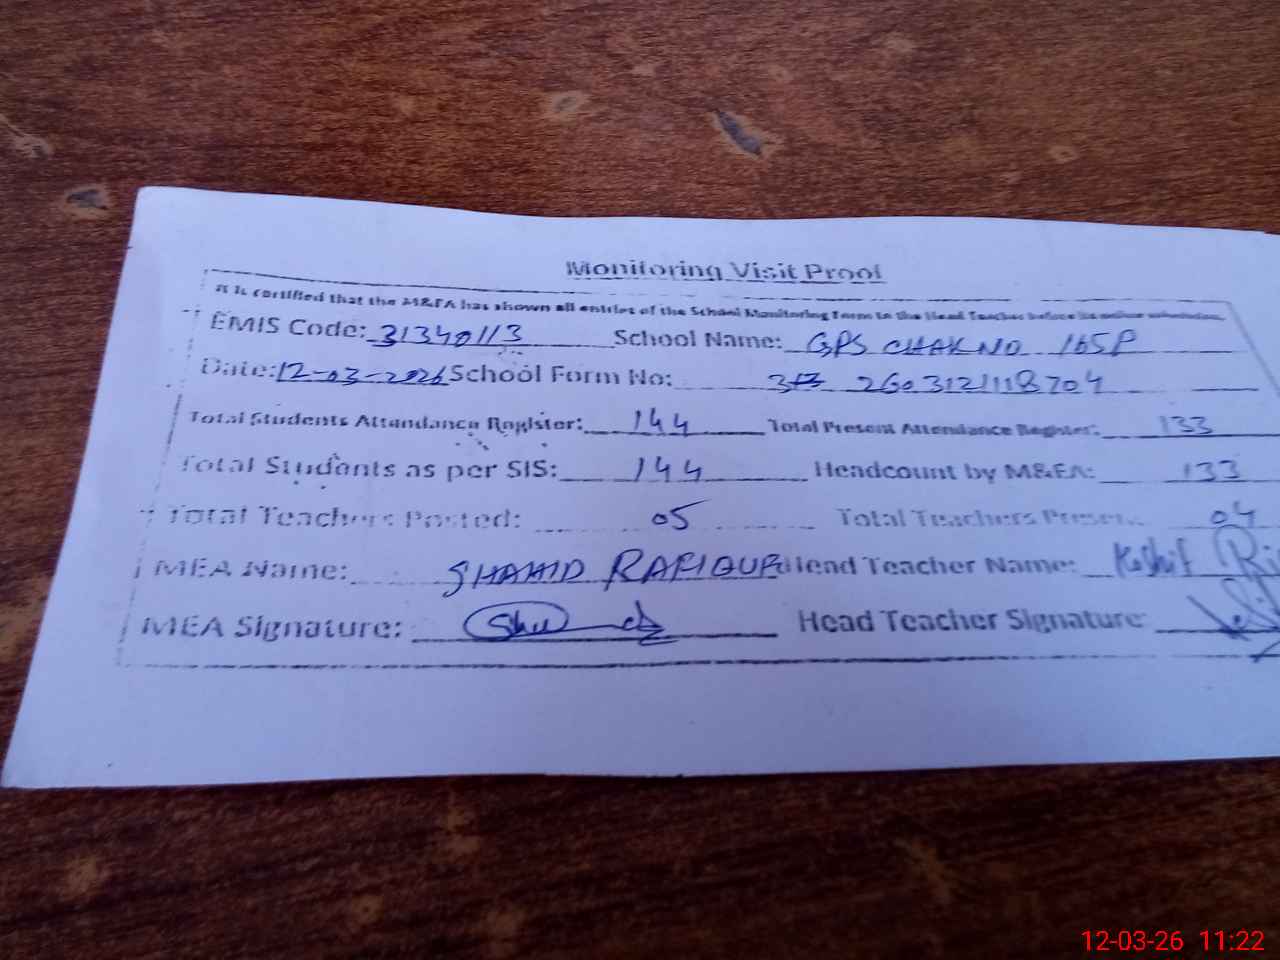 Monitoring Visit Proof
It is certified that the M&EA has shown all entries of the School Monitoring Form to the Head Teacher before its online submission.
EMIS Code: 31340113 School Name: GPS CHAK NO 165P
Date: 12-03-2026 School Form No: 2603121118704
Total Students Attandance Register: 144 Total Present Attendance Register: 133
Total Students as per SIS: 144 Headcount by M&EA: 133
Total Teachers Posted: 05 Total Teachers Present 04
MEA Name: SHAHID RAFIQUE Head Teacher Name: Kashif
MEA Signature: Head Teacher Signature:
12-03-26 11:22